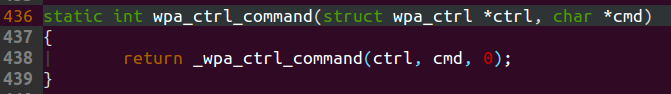 436 static int wpa_ctrl_command(struct wpa_ctrl *ctrl, char *cmd)
437 {
438         return _wpa_ctrl_command(ctrl, cmd, 0);
439 }